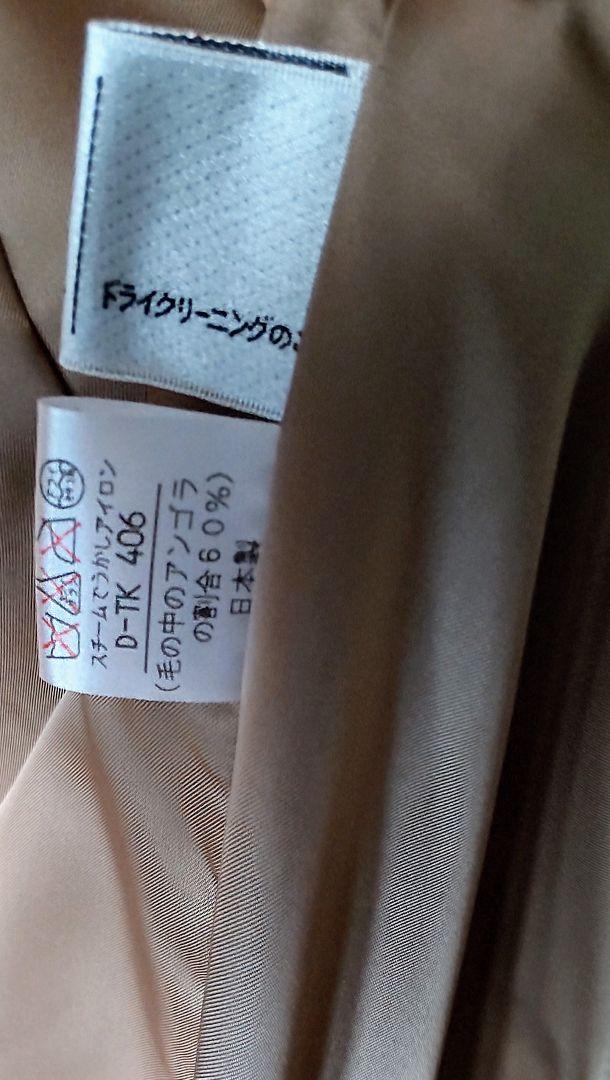 ドライクリーニングの
スチームでうかしアイロン
D-TK 406
(毛の中のアンゴラ
の割合60%)
日本製